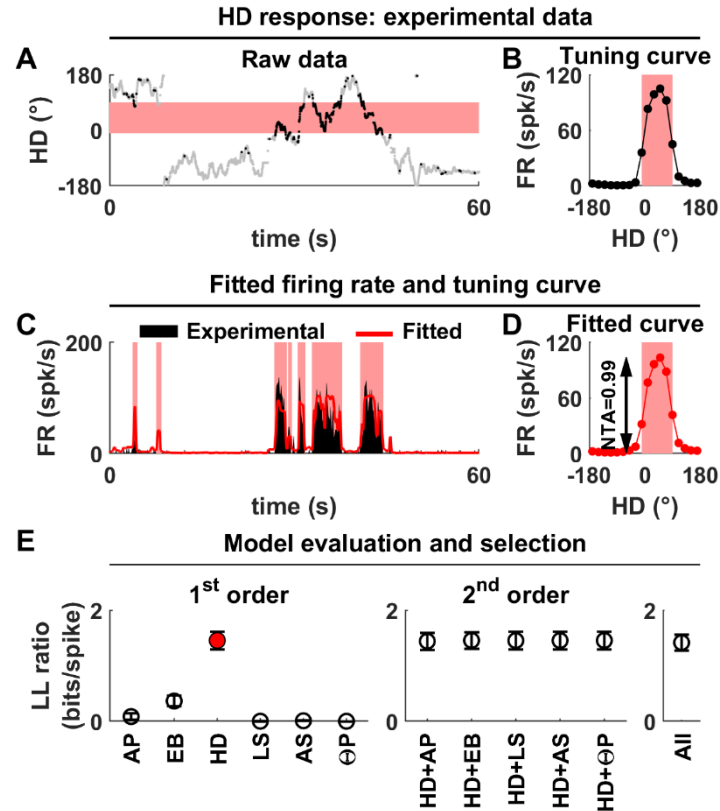 HD response: experimental data
A
Raw data
180
0
-180
HD (°)
0
60
time (s)
B
Tuning curve
120
60
0
FR (spk/s)
-180
0
180
HD (°)
Fitted firing rate and tuning curve
C
Experimental
Fitted
200
0
FR (spk/s)
0
60
time (s)
D
Fitted curve
120
60
0
FR (spk/s)
NTA=0.99
-180
0
180
HD (°)
E
Model evaluation and selection
1st order
2
0
LL ratio
(bits/spike)
AP
EB
HD
LS
AS
ΘP
2nd order
2
0
HD+AP
HD+EB
HD+LS
HD+AS
HD+ΘP
2
0
All